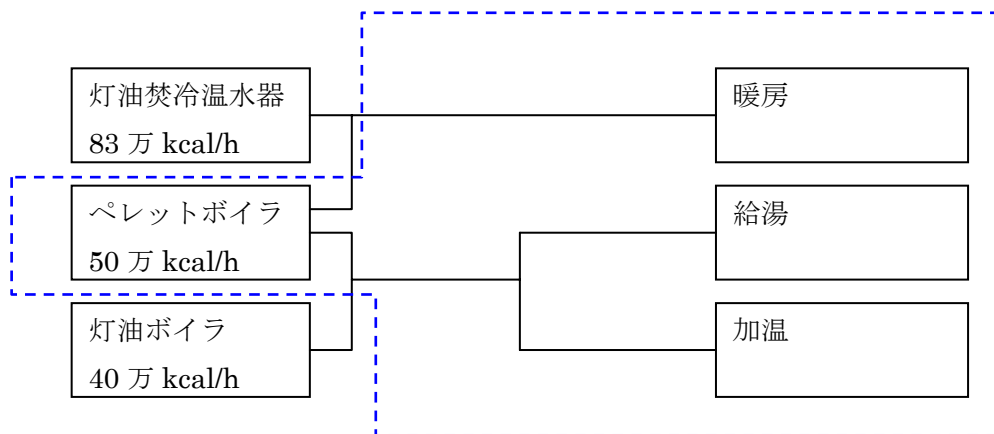 灯油焚冷温水器
83 万 kcal/h
暖房
ペレットボイラ
50 万 kcal/h
給湯
灯油ボイラ
40 万 kcal/h
加温